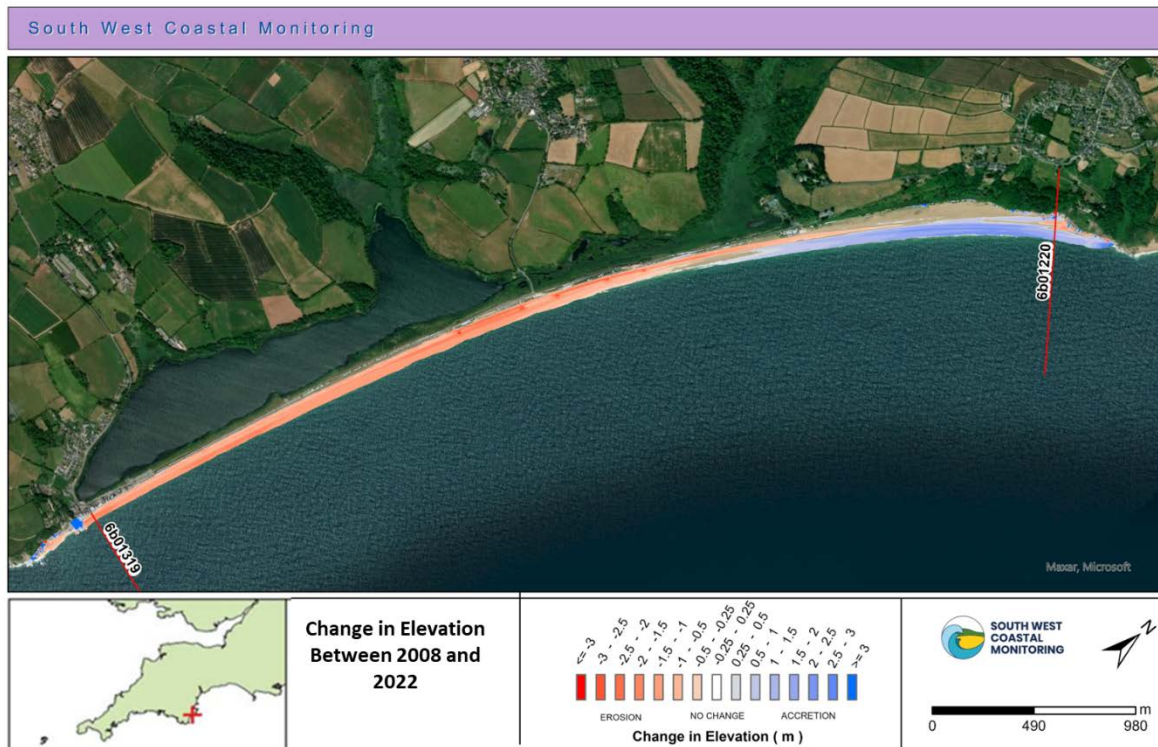 South West Coastal Monitoring
6b01220
6b01319
Maxar, Microsoft
Change in Elevation
Between 2008 and
2022
<= -3
-3 - -2.5
-2.5 - -2
-2 - -1.5
-1.5 - -1
-1 - -0.5
-0.5 - -0.25
-0.25 - 0.25
0.25 - 0.5
0.5 - 1
1 - 1.5
1.5 - 2
2 - 2.5
2.5 - 3
>= 3
EROSION NO CHANGE ACCRETION
Change in Elevation ( m )
SOUTH WEST
COASTAL
MONITORING
N
m
0 490 980